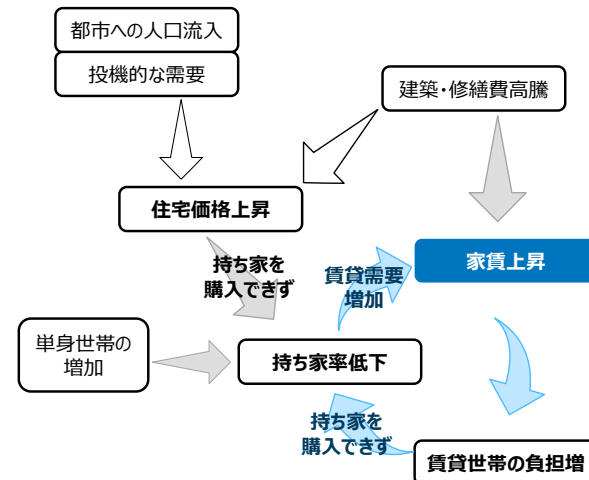 都市への人口流入
投機的な需要
建築・修繕費高騰
住宅価格上昇
持ち家を
購入できず
賃貸需要
増加
家賃上昇
単身世帯の
増加
持ち家率低下
持ち家を
購入できず
賃貸世帯の負担増